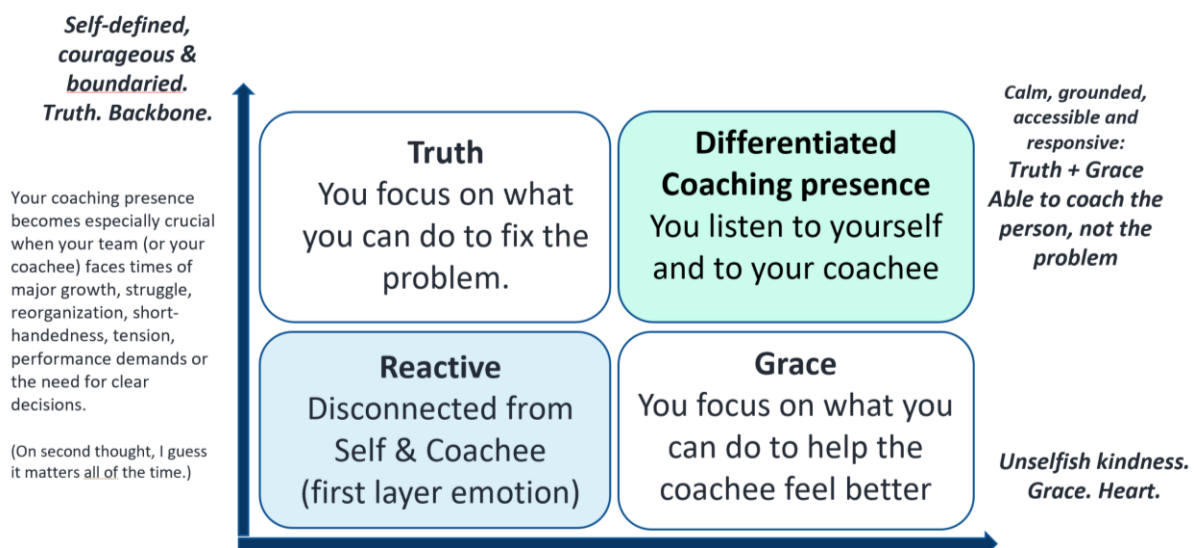 Self-defined,
courageous &
boundaried.
Truth. Backbone.
Your coaching presence
becomes especially crucial
when your team (or your
coachee) faces times of
major growth, struggle,
reorganization, short-
handedness, tension,
performance demands or
the need for clear
decisions.
(On second thought, I guess
it matters all of the time.)
Truth
You focus on what
you can do to fix the
problem.
Differentiated
Coaching presence
You listen to yourself
and to your coachee
Reactive
Disconnected from
Self & Coachee
(first layer emotion)
Grace
You focus on what you
can do to help the
coachee feel better
Calm, grounded,
accessible and
responsive:
Truth + Grace
Able to coach the
person, not the
problem
Unselfish kindness.
Grace. Heart.